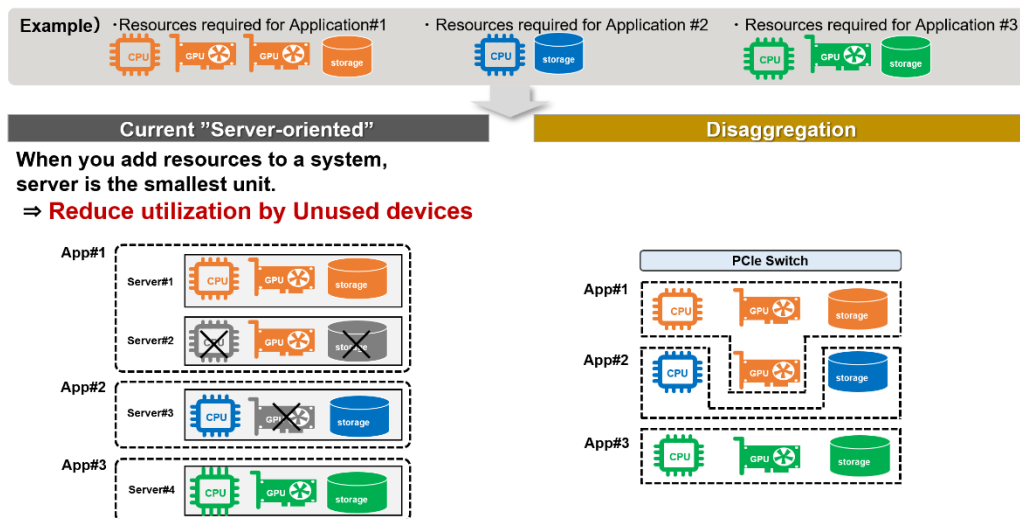 Example） ・Resources required for Application#1 ・Resources required for Application #2 ・Resources required for Application #3
CPU GPU GPU storage CPU storage CPU GPU storage
Current ”Server-oriented”
Disaggregation
When you add resources to a system,
server is the smallest unit.
⇒ Reduce utilization by Unused devices
App#1
Server#1 CPU GPU storage
Server#2 CPU GPU storage
App#2
Server#3 CPU GPU storage
App#3
Server#4 CPU GPU storage
PCIe Switch
App#1
CPU GPU storage
App#2
CPU GPU storage
App#3
CPU GPU storage